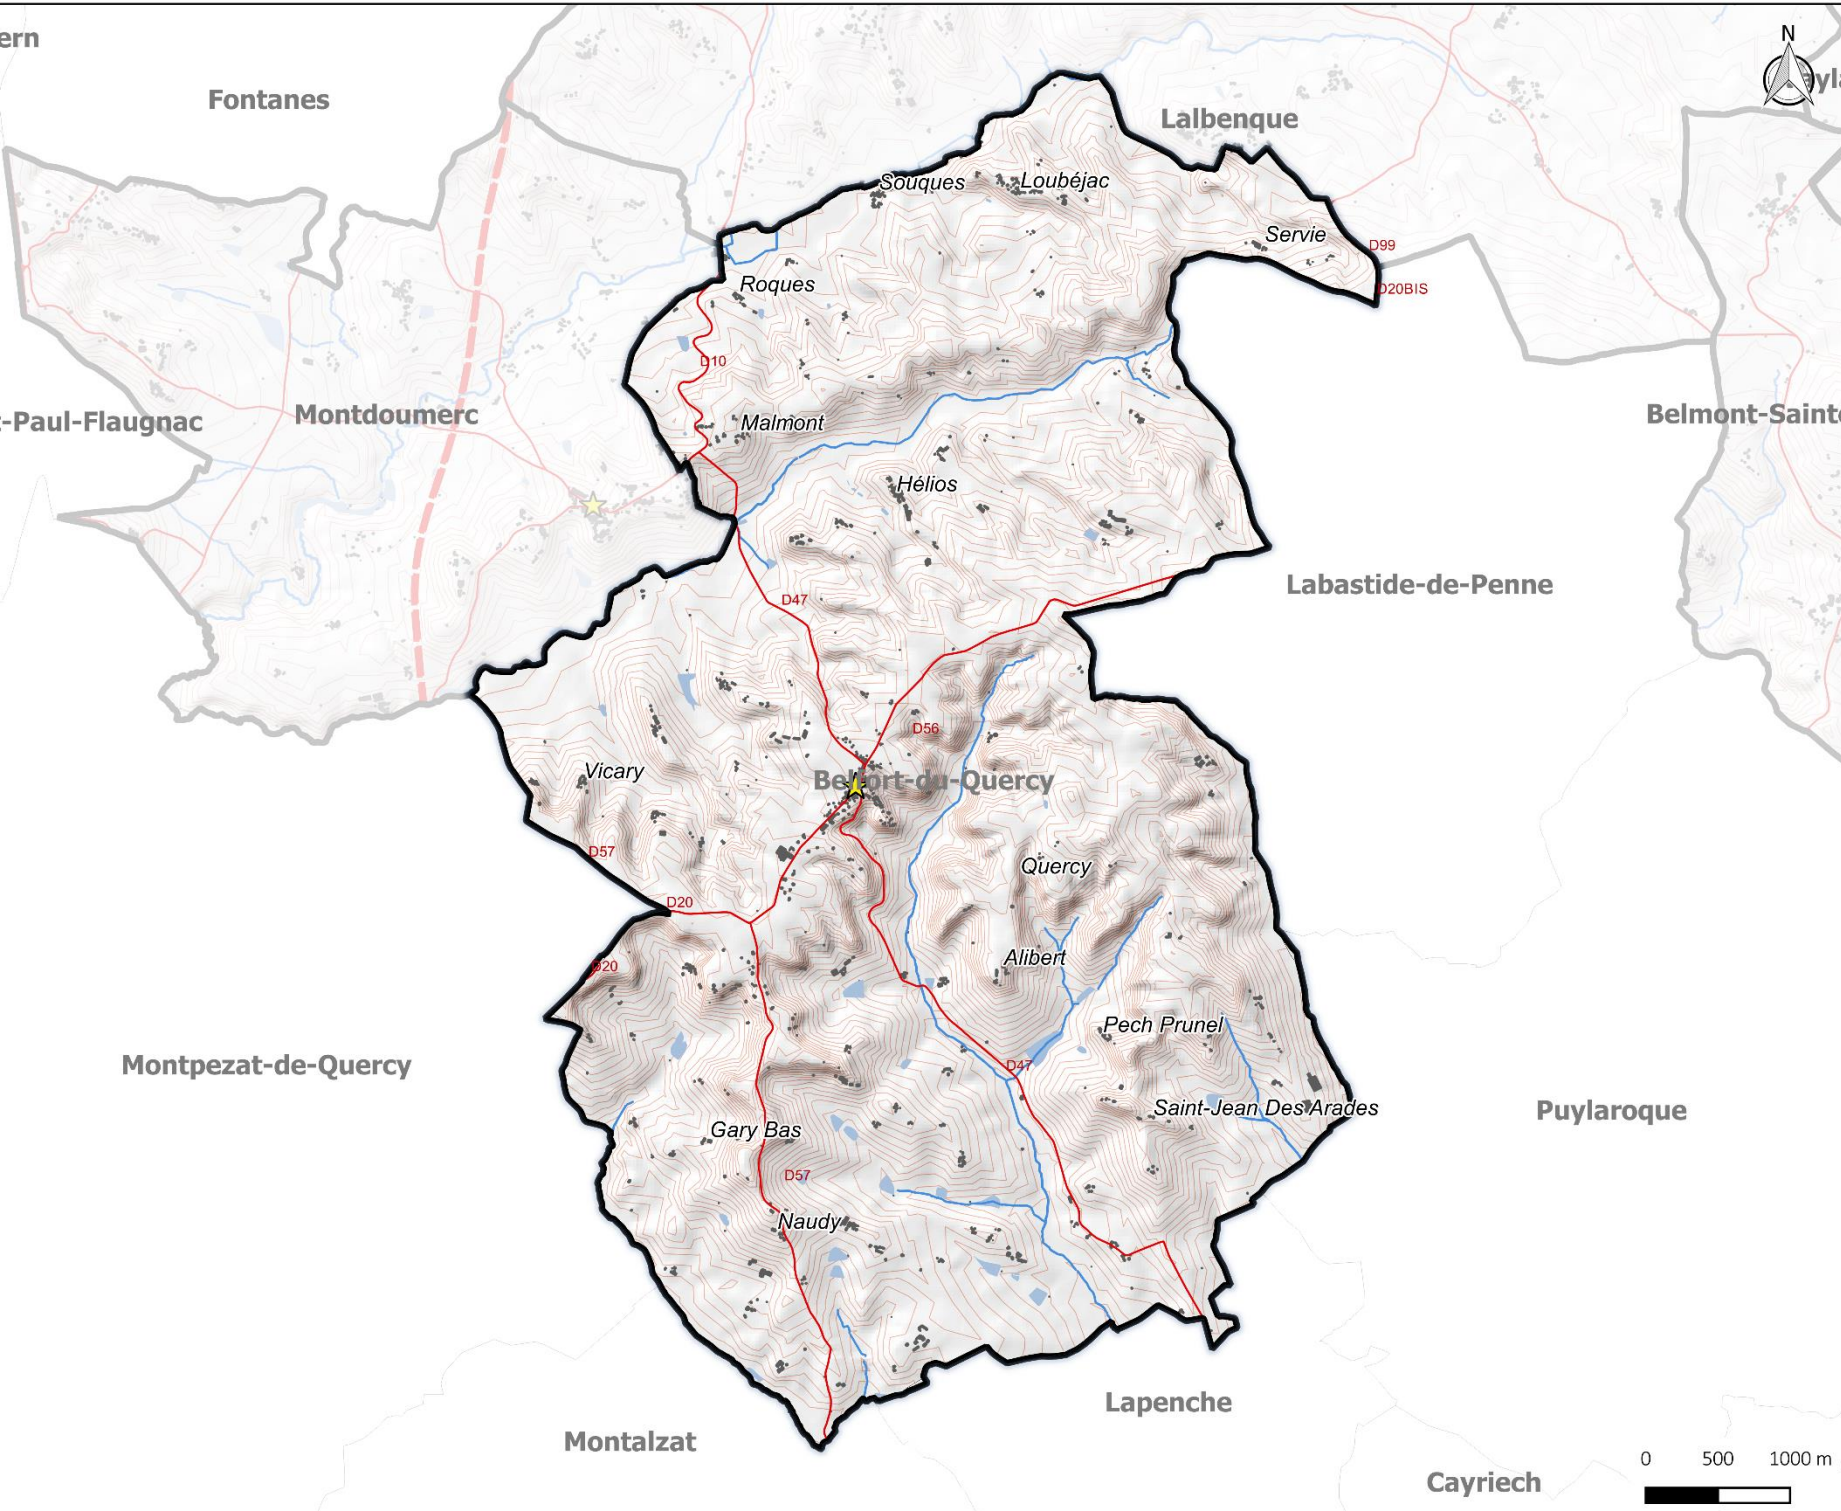 N
ern
Fontanes
Lalbenque
Souques
Loubéjac
Servie
D99
D20BIS
Roques
D10
Montdoumerc
Malmont
-Paul-Flaugnac
Belmont-Sainte
Hélios
Labastide-de-Penne
D47
D56
Vicary
Belfort-du-Quercy
D57
Quercy
D20
Alibert
D20
Pech Prunel
Montpezat-de-Quercy
D47
Saint-Jean Des Arades
Puylaroque
Gary Bas
D57
Naudy
Lapenche
Montalzat
Cayriech
0 500 1000 m